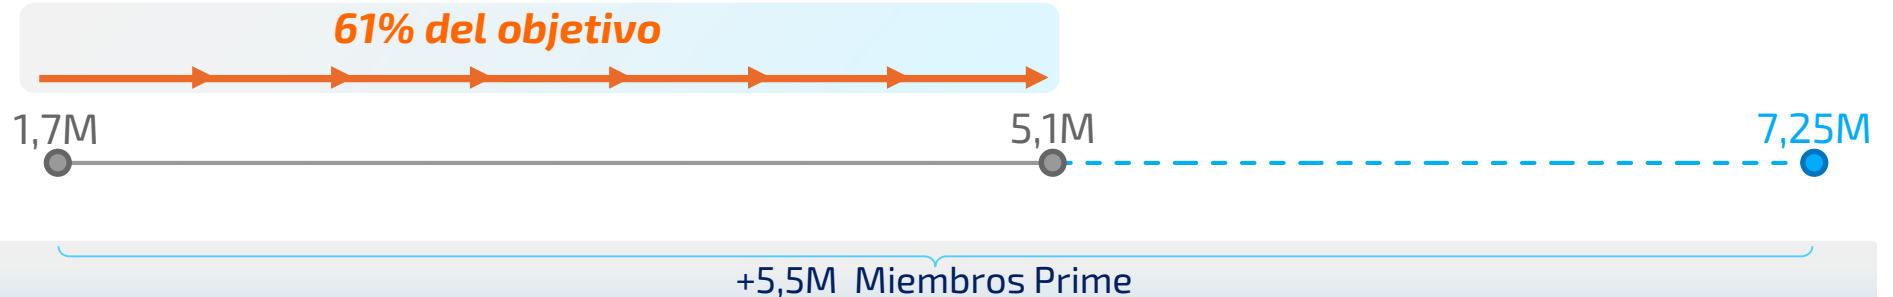 61% del objetivo
1,7M
5,1M
7,25M
+5,5M Miembros Prime